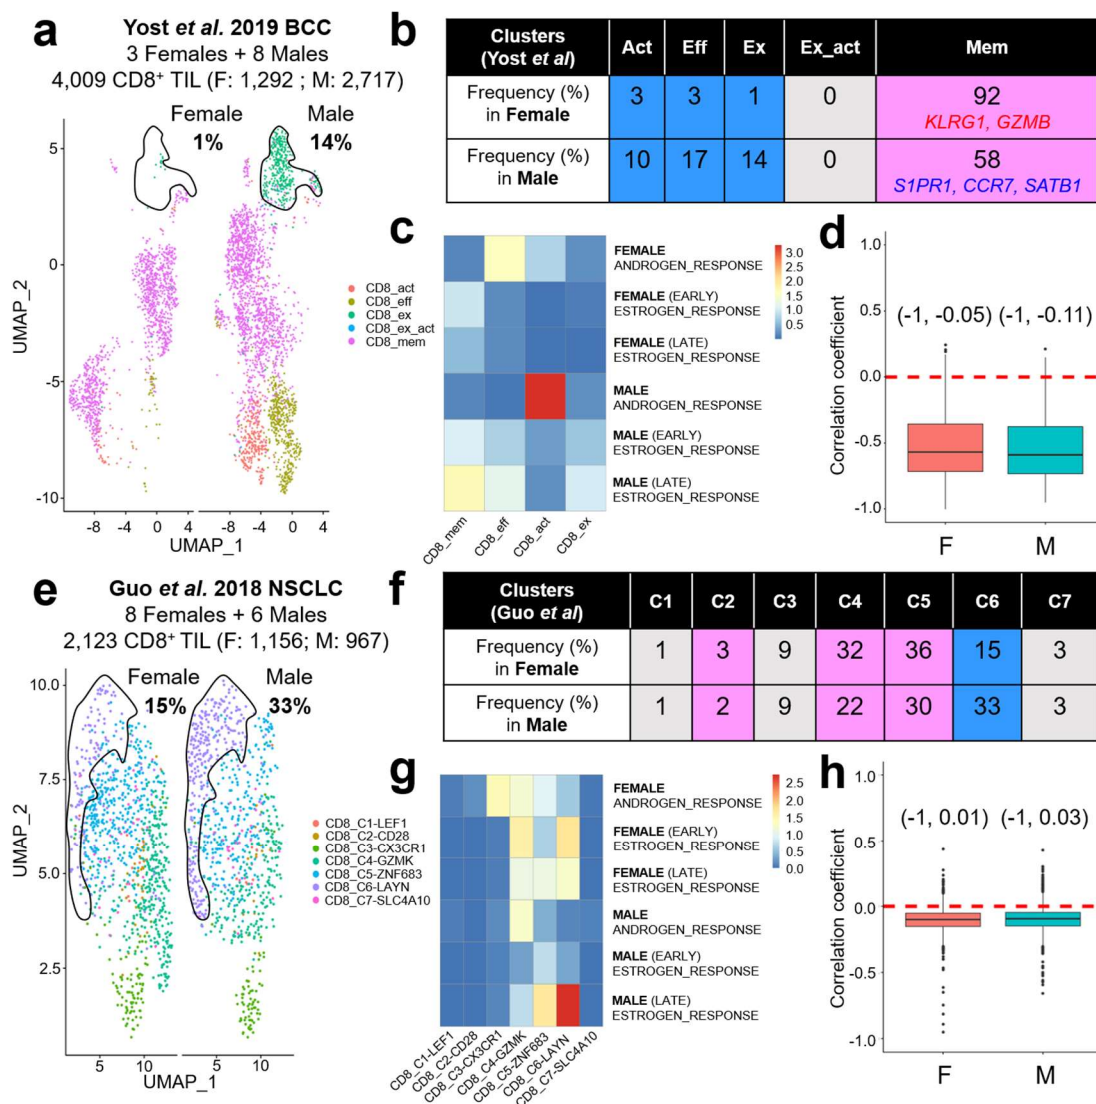 a
Yost et al. 2019 BCC
3 Females + 8 Males
4,009 CD8+ TIL (F: 1,292 ; M: 2,717)
Female
1%
Male
14%
5
0
-5
-10
UMAP_2
-8 -4 0 4 -8 -4 0 4
UMAP_1
CD8_act
CD8_eff
CD8_ex
CD8_ex_act
CD8_mem
b
Clusters
(Yost et al)
Act
Eff
Ex
Ex_act
Mem
Frequency (%)
in Female
3
3
1
0
92
KLRG1, GZMB
Frequency (%)
in Male
10
17
14
0
58
S1PR1, CCR7, SATB1
c
FEMALE
ANDROGEN_RESPONSE
FEMALE (EARLY)
ESTROGEN_RESPONSE
FEMALE (LATE)
ESTROGEN_RESPONSE
MALE
ANDROGEN_RESPONSE
MALE (EARLY)
ESTROGEN_RESPONSE
MALE (LATE)
ESTROGEN_RESPONSE
3.0
2.5
2.0
1.5
1.0
0.5
CD8_mem
CD8_eff
CD8_act
CD8_ex
d
Correlation coefficient
1.0
0.5
0.0
-0.5
-1.0
(-1, -0.05) (-1, -0.11)
F
M
e
Guo et al. 2018 NSCLC
8 Females + 6 Males
2,123 CD8+ TIL (F: 1,156; M: 967)
Female
15%
Male
33%
10.0
7.5
5.0
2.5
UMAP_2
5 10 5 10
UMAP_1
CD8_C1-LEF1
CD8_C2-CD28
CD8_C3-CX3CR1
CD8_C4-GZMK
CD8_C5-ZNF683
CD8_C6-LAYN
CD8_C7-SLC4A10
f
Clusters
(Guo et al)
C1
C2
C3
C4
C5
C6
C7
Frequency (%)
in Female
1
3
9
32
36
15
3
Frequency (%)
in Male
1
2
9
22
30
33
3
g
FEMALE
ANDROGEN_RESPONSE
FEMALE (EARLY)
ESTROGEN_RESPONSE
FEMALE (LATE)
ESTROGEN_RESPONSE
MALE
ANDROGEN_RESPONSE
MALE (EARLY)
ESTROGEN_RESPONSE
MALE (LATE)
ESTROGEN_RESPONSE
2.5
2.0
1.5
1.0
0.5
0.0
CD8_C1-LEF1
CD8_C2-CD28
CD8_C3-CX3CR1
CD8_C4-GZMK
CD8_C5-ZNF683
CD8_C6-LAYN
CD8_C7-SLC4A10
h
Correlation coefficient
1.0
0.5
0.0
-0.5
-1.0
(-1, 0.01) (-1, 0.03)
F
M